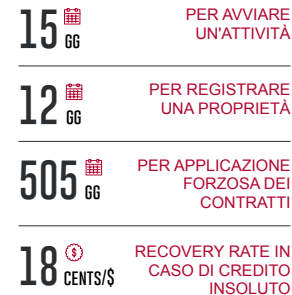 15 GG
PER AVVIARE
UN'ATTIVITÀ
12 GG
PER REGISTRARE
UNA PROPRIETÀ
505 GG
PER APPLICAZIONE
FORZOSA DEI
CONTRATTI
18 CENTS/$
RECOVERY RATE IN
CASO DI CREDITO
INSOLUTO